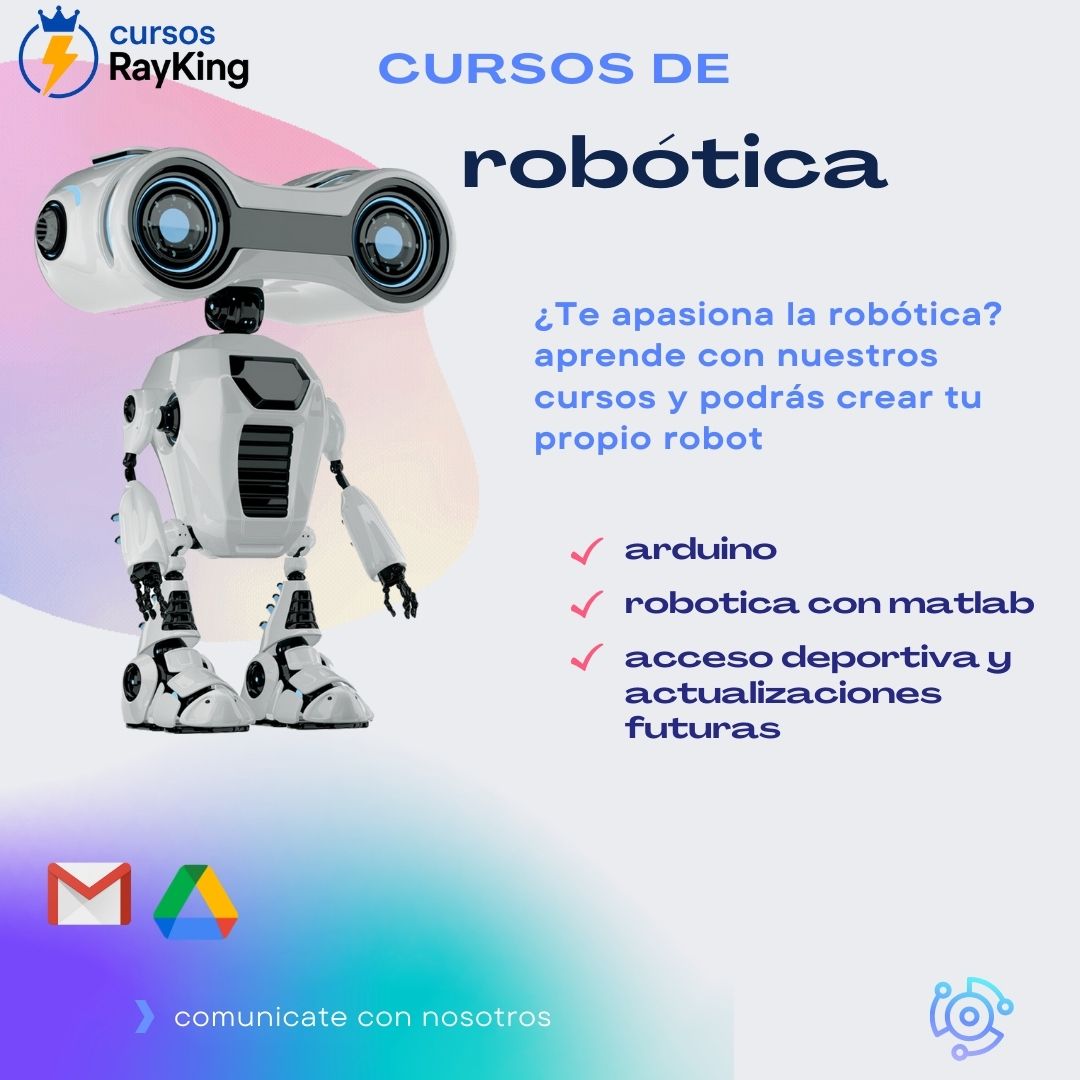 cursos
RayKing
CURSOS DE
robótica
¿Te apasiona la robótica?
aprende con nuestros
cursos y podrás crear tu
propio robot
arduino
robotica con matlab
acceso deportiva y
actualizaciones
futuras
comunicate con nosotros